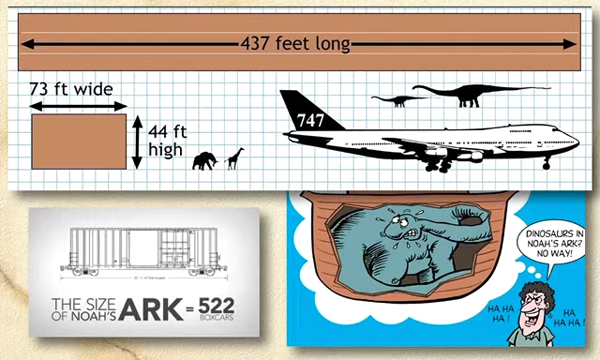 437 feet long
73 ft wide
747
44 ft
high
DINOSAURS IN
NOAH'S ARK?
NO WAY!
THE SIZE
OF NOAH'S ARK = 522
BOXCARS
HA HA
HA !
HA
HA HA !